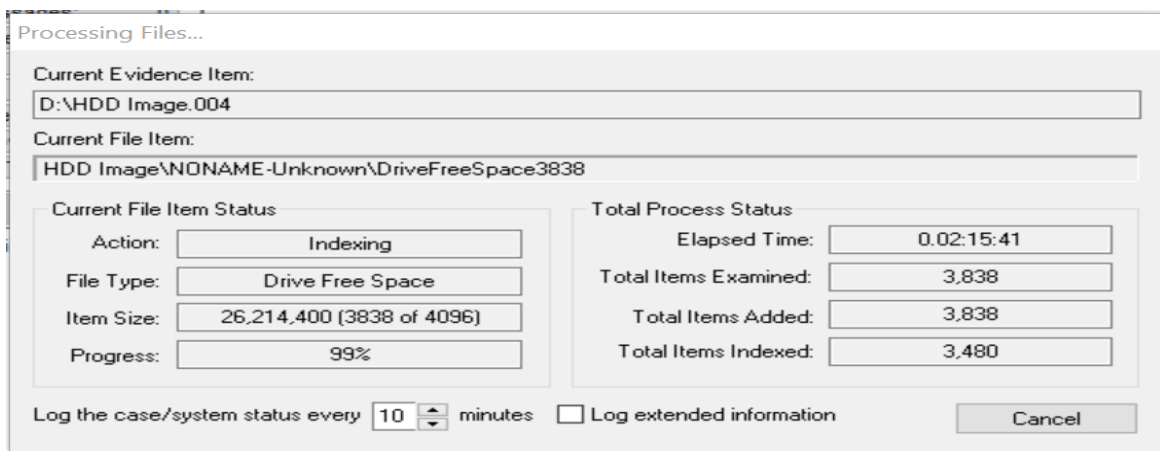 Processing Files...
Current Evidence Item:
D:\HDD Image.004
Current File Item:
HDD Image\NONAME-Unknown\DriveFreeSpace3838
Current File Item Status
Action: Indexing
File Type: Drive Free Space
Item Size: 26,214,400 (3838 of 4096)
Progress: 99%
Total Process Status
Elapsed Time: 0.02:15:41
Total Items Examined: 3,838
Total Items Added: 3,838
Total Items Indexed: 3,480
Log the case/system status every 10 minutes Log extended information
Cancel